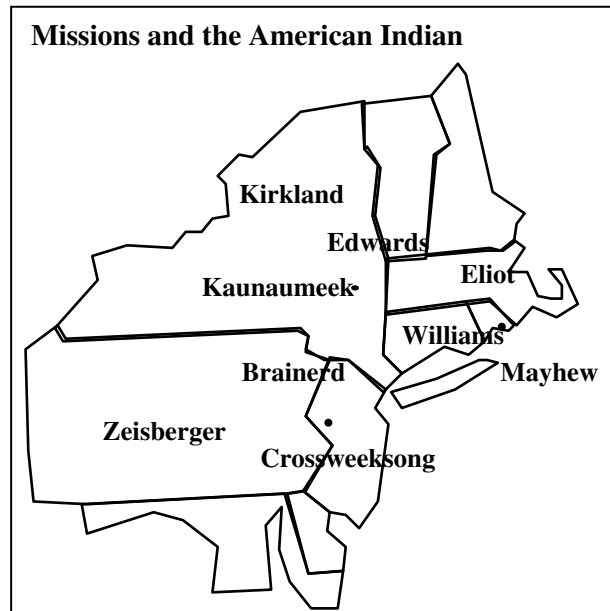 Missions and the American Indian
Kirkland
Edwards
Eliot
Kaunaumeek
Williams
Brainerd
Mayhew
Zeisberger
Crossweeksong